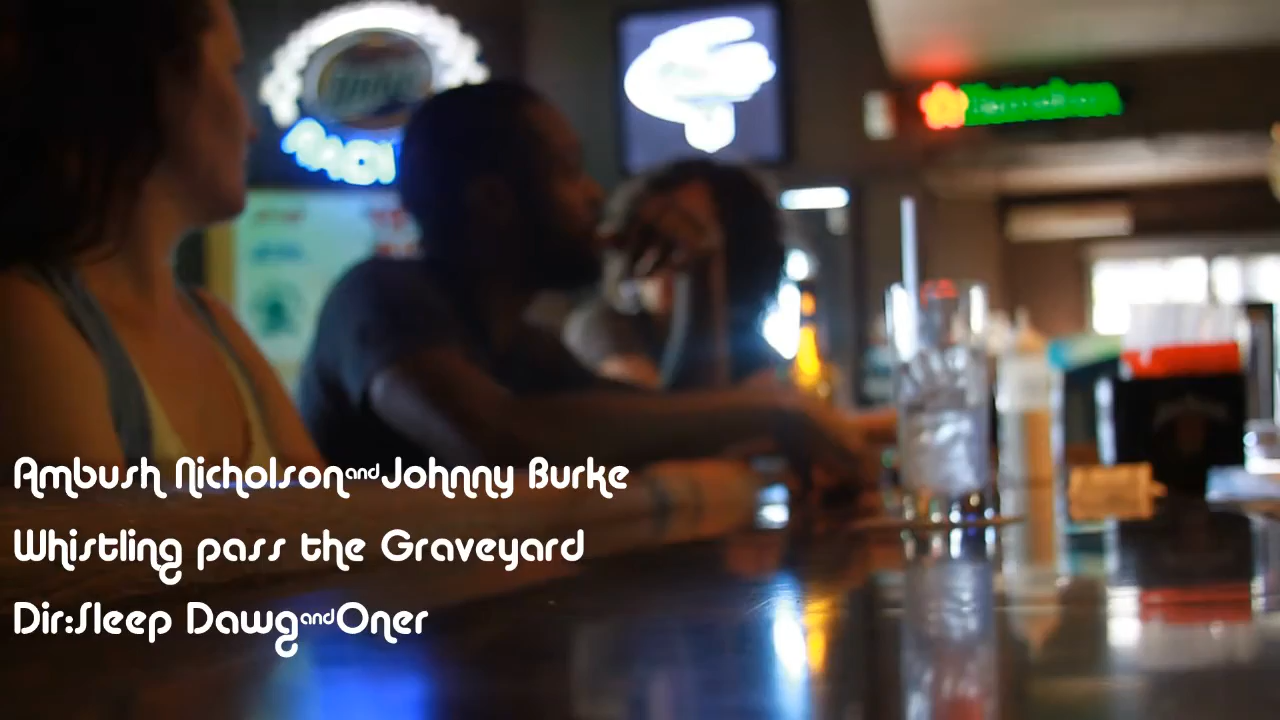 Ambush Nicholson and Johnny Burke
Whistling pass the Graveyard
Dir:Sleep Dawg and Oner